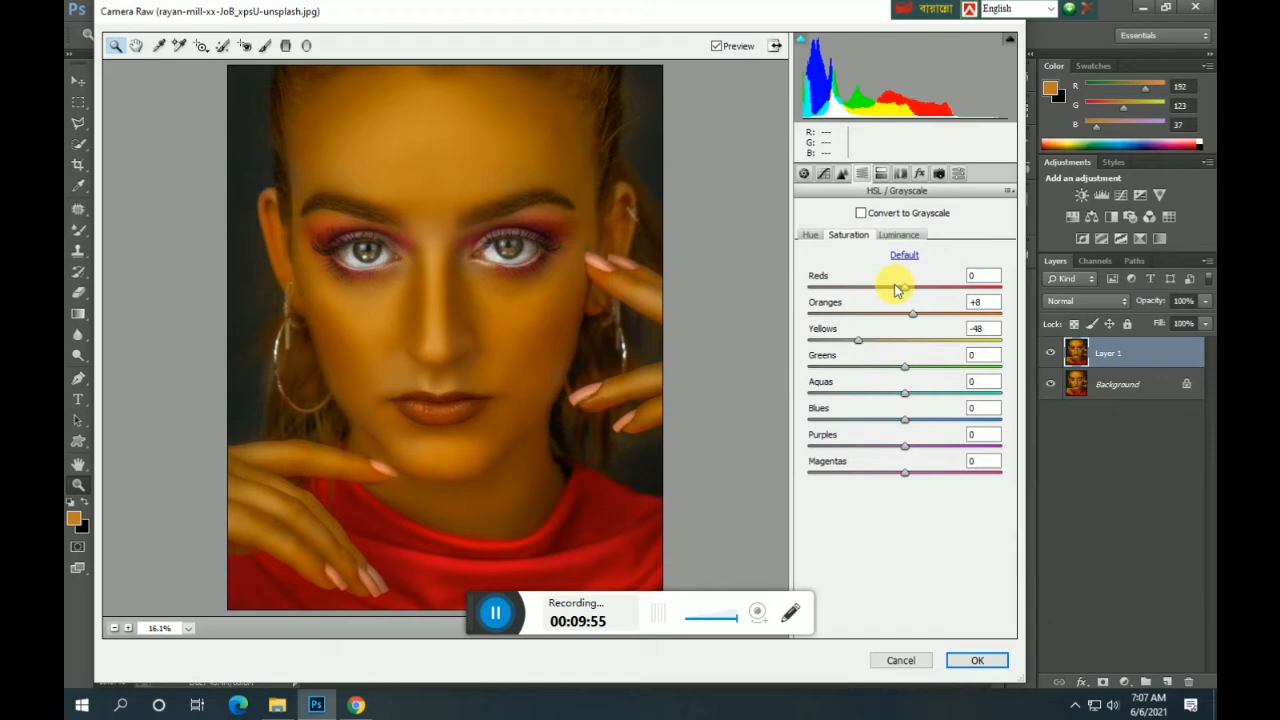 Ps
Camera Raw (rayan-mill-xx-JoB_xpsU-unsplash.jpg)
English
Essentials
Preview
Color
Swatches
R
192
G
123
B
37
R: ---
G: ---
B: ---
HSL / Grayscale
Convert to Grayscale
Hue
Saturation
Luminance
Default
Reds
0
Oranges
+8
Yellows
-48
Greens
0
Aquas
0
Blues
0
Purples
0
Magentas
0
Adjustments
Styles
Add an adjustment
Layers
Channels
Paths
Kind
Normal
Opacity:
100%
Lock:
Fill:
100%
Layer 1
Background
Recording...
00:09:55
16.1%
Cancel
OK
7:07 AM
6/6/2021